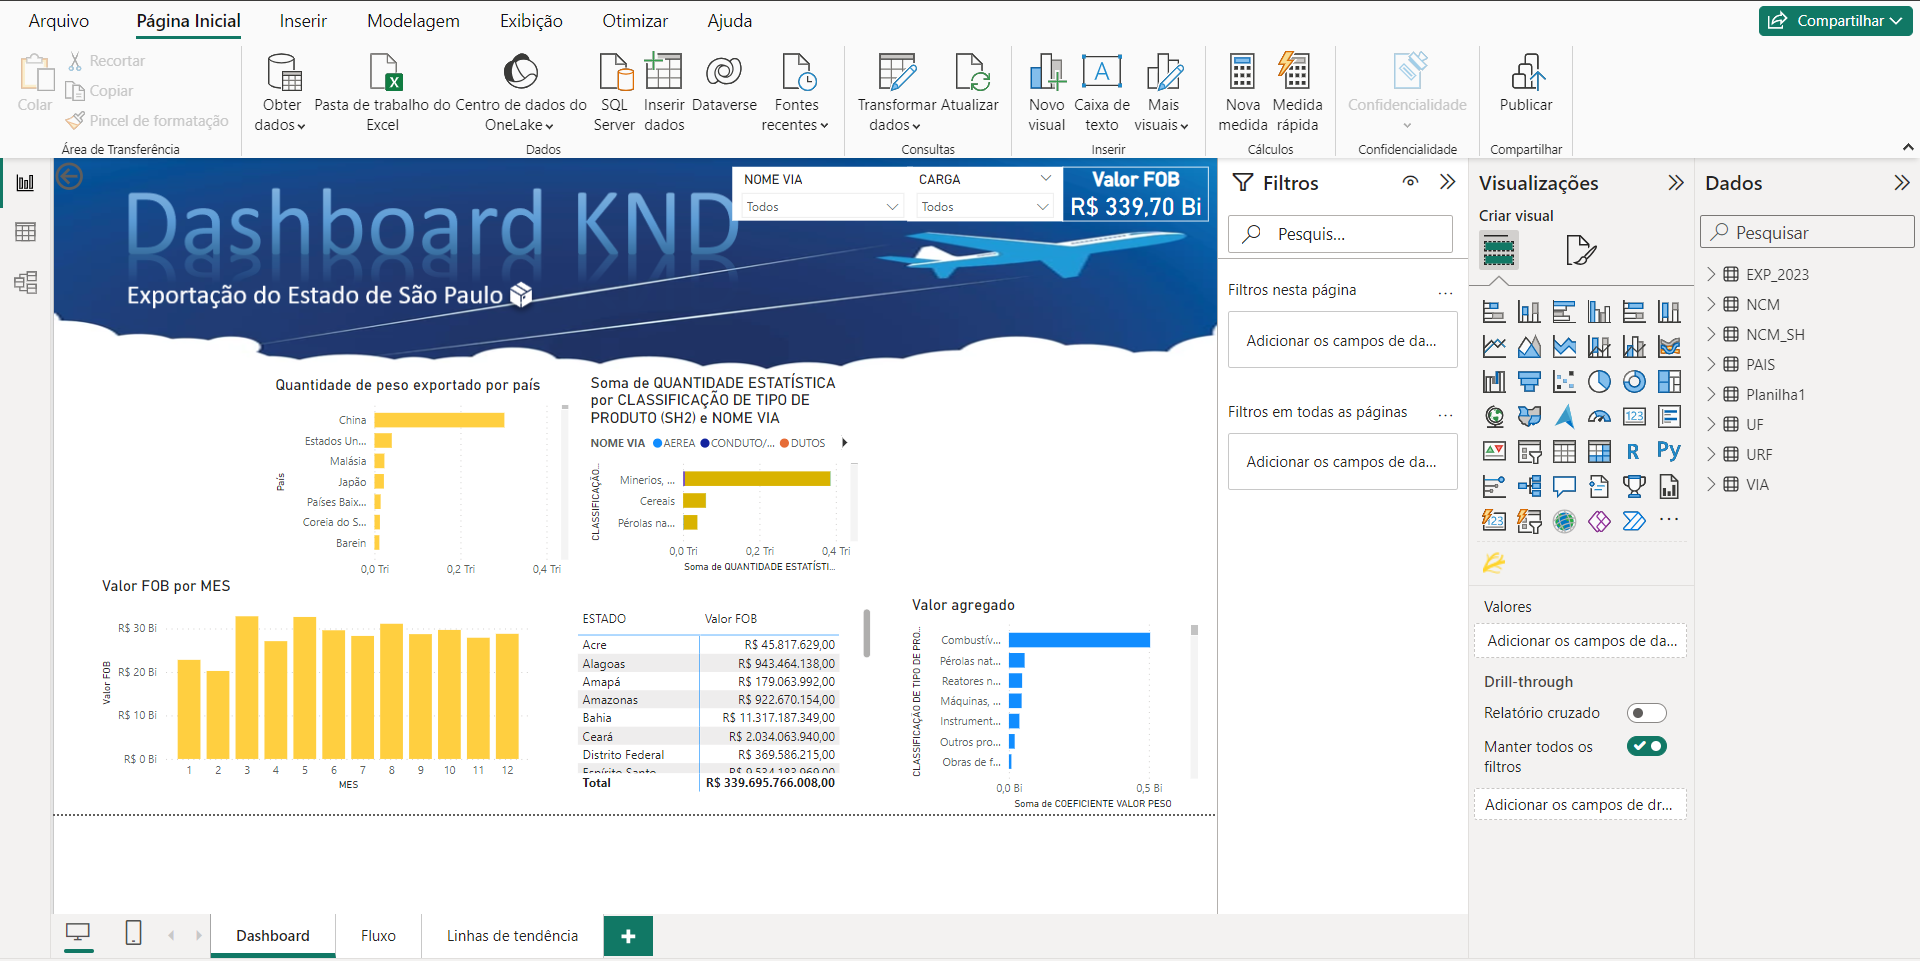 Arquivo Página Inicial Inserir Modelagem Exibição Otimizar Ajuda
Compartilhar
Colar
Recortar
Copiar
Pincel de formatação
Área de Transferência
Obter dados
Pasta de trabalho do Excel
Centro de dados do OneLake
SQL Server
Inserir dados
Dataverse
Fontes recentes
Dados
Transformar dados
Atualizar
Consultas
Novo visual
Caixa de texto
Mais visuais
Inserir
Nova medida
Medida rápida
Cálculos
Confidencialidade
Confidencialidade
Publicar
Compartilhar
Dashboard KND
Exportação do Estado de São Paulo
NOME VIA
Todos
CARGA
Todos
Valor FOB
R$ 339,70 Bi
Quantidade de peso exportado por país
País
China
Estados Un...
Malásia
Japão
Países Baix...
Coreia do S...
Barein
0,0 Tri 0,2 Tri 0,4 Tri
Soma de QUANTIDADE ESTATÍSTICA
por CLASSIFICAÇÃO DE TIPO DE
PRODUTO (SH2) e NOME VIA
NOME VIA AEREA CONDUTO/... DUTOS
CLASSIFICAÇÃ...
Minerios, ...
Cereais
Pérolas na...
0,0 Tri 0,2 Tri 0,4 Tri
Soma de QUANTIDADE ESTATÍSTI...
Valor FOB por MES
Valor FOB
R$ 30 Bi
R$ 20 Bi
R$ 10 Bi
R$ 0 Bi
1 2 3 4 5 6 7 8 9 10 11 12
MES
ESTADO Valor FOB
Acre R$ 45.817.629,00
Alagoas R$ 943.464.138,00
Amapá R$ 179.063.992,00
Amazonas R$ 922.670.154,00
Bahia R$ 11.317.187.349,00
Ceará R$ 2.034.063.940,00
Distrito Federal R$ 369.586.215,00
Espírito Santo R$ 9.534.183.969,00
Total R$ 339.695.766.008,00
Valor agregado
CLASSIFICAÇÃO DE TIPO DE PRO...
Combustív...
Pérolas nat...
Reatores n...
Máquinas, ...
Instrument...
Outros pro...
Obras de f...
0,0 Bi 0,5 Bi
Soma de COEFICIENTE VALOR PESO
Filtros
Pesquis...
Filtros nesta página
...
Adicionar os campos de da...
Filtros em todas as páginas
...
Adicionar os campos de da...
Visualizações
Criar visual
123
R
Py
123
...
Valores
Adicionar os campos de da...
Drill-through
Relatório cruzado
Manter todos os
filtros
Adicionar os campos de dr...
Dados
Pesquisar
EXP_2023
NCM
NCM_SH
PAIS
Planilha1
UF
URF
VIA
Dashboard Fluxo Linhas de tendência